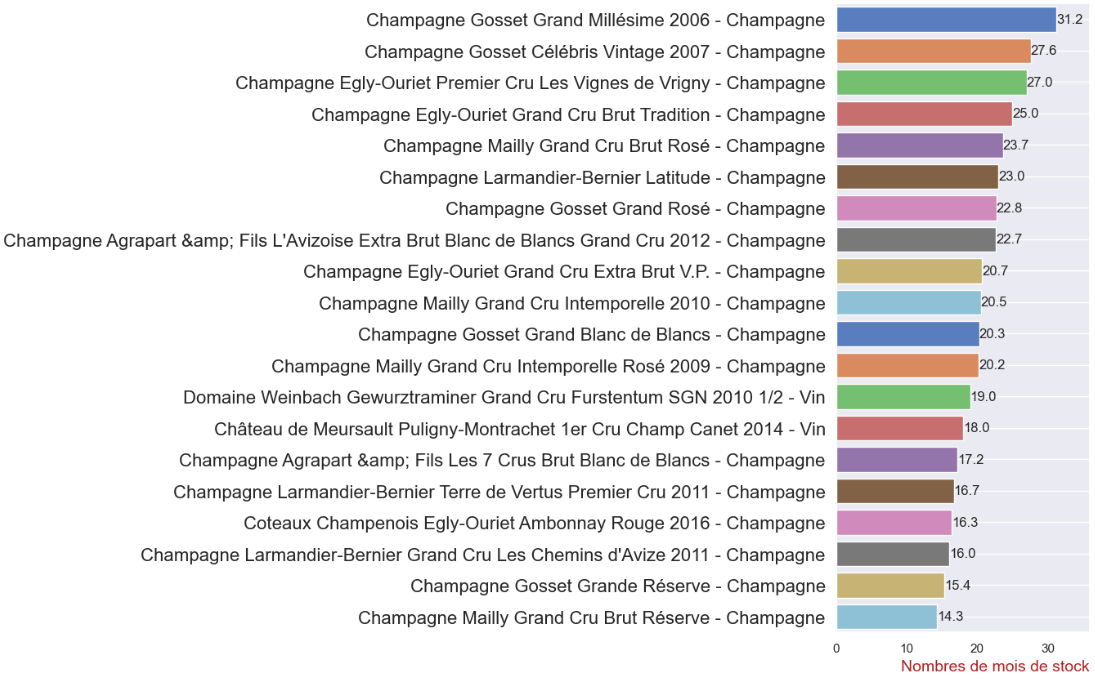 Champagne Gosset Grand Millésime 2006 - Champagne 31.2
Champagne Gosset Célébris Vintage 2007 - Champagne 27.6
Champagne Egly-Ouriet Premier Cru Les Vignes de Vrigny - Champagne 27.0
Champagne Egly-Ouriet Grand Cru Brut Tradition - Champagne 25.0
Champagne Mailly Grand Cru Brut Rosé - Champagne 23.7
Champagne Larmandier-Bernier Latitude - Champagne 23.0
Champagne Gosset Grand Rosé - Champagne 22.8
Champagne Agrapart &amp; Fils L'Avizoise Extra Brut Blanc de Blancs Grand Cru 2012 - Champagne 22.7
Champagne Egly-Ouriet Grand Cru Extra Brut V.P. - Champagne 20.7
Champagne Mailly Grand Cru Intemporelle 2010 - Champagne 20.5
Champagne Gosset Grand Blanc de Blancs - Champagne 20.3
Champagne Mailly Grand Cru Intemporelle Rosé 2009 - Champagne 20.2
Domaine Weinbach Gewurztraminer Grand Cru Furstentum SGN 2010 1/2 - Vin 19.0
Château de Meursault Puligny-Montrachet 1er Cru Champ Canet 2014 - Vin 18.0
Champagne Agrapart &amp; Fils Les 7 Crus Brut Blanc de Blancs - Champagne 17.2
Champagne Larmandier-Bernier Terre de Vertus Premier Cru 2011 - Champagne 16.7
Coteaux Champenois Egly-Ouriet Ambonnay Rouge 2016 - Champagne 16.3
Champagne Larmandier-Bernier Grand Cru Les Chemins d'Avize 2011 - Champagne 16.0
Champagne Gosset Grande Réserve - Champagne 15.4
Champagne Mailly Grand Cru Brut Réserve - Champagne 14.3
0 10 20 30
Nombres de mois de stock